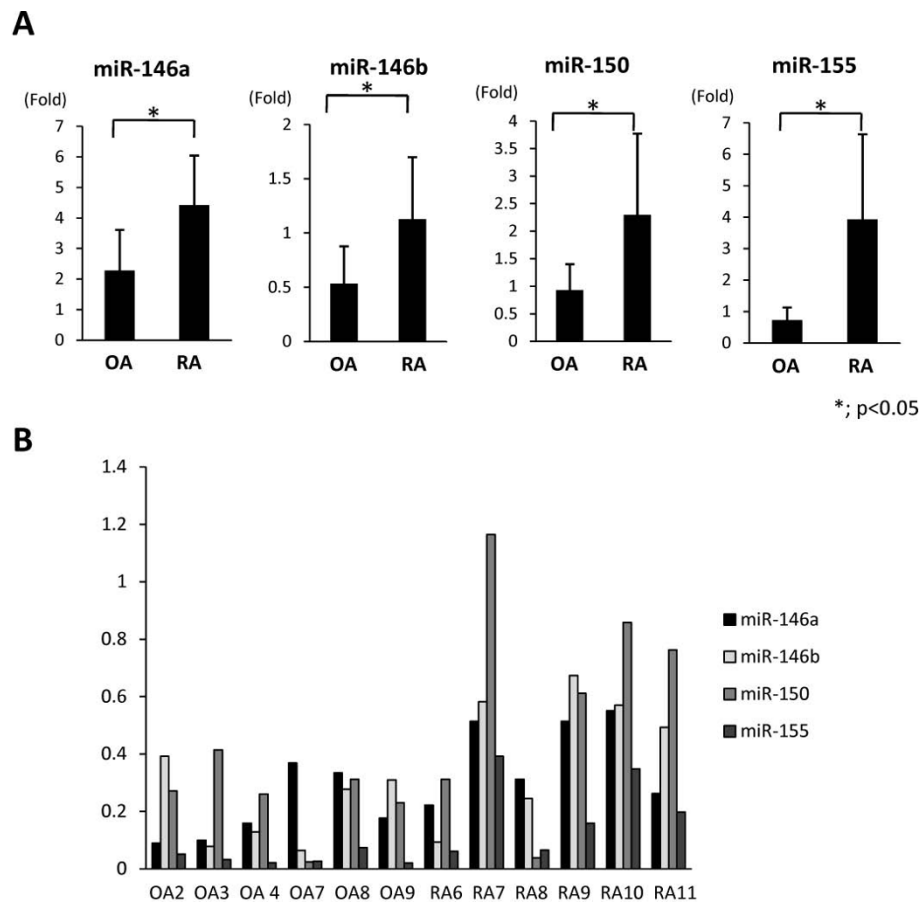 A
miR-146a
miR-146b
miR-150
miR-155
(Fold)
(Fold)
(Fold)
(Fold)
*
*
*
*
7
6
5
4
3
2
1
0
2
1.5
1
0.5
0
4
3.5
3
2.5
2
1.5
1
0.5
0
7
6
5
4
3
2
1
0
OA RA
OA RA
OA RA
OA RA
*; p<0.05
B
1.4
1.2
1
0.8
0.6
0.4
0.2
0
OA2 OA3 OA 4 OA7 OA8 OA9 RA6 RA7 RA8 RA9 RA10 RA11
miR-146a
miR-146b
miR-150
miR-155